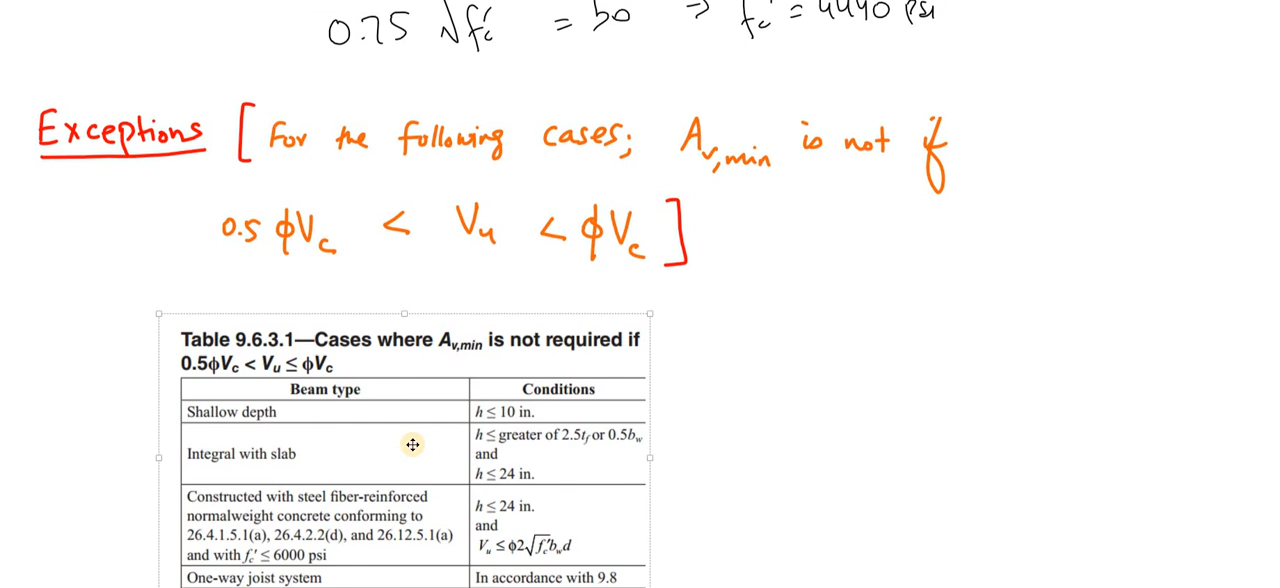 0.75 √fc' = 50 => fc' = 4440 psi
Exceptions [ For the following cases; Av,min is not if
0.5 ϕVc < Vu < ϕVc ]
Table 9.6.3.1—Cases where Av,min is not required if
0.5ϕVc < Vu ≤ ϕVc
Beam type Conditions
Shallow depth h ≤ 10 in.
Integral with slab h ≤ greater of 2.5tf or 0.5bw
and
h ≤ 24 in.
Constructed with steel fiber-reinforced
normalweight concrete conforming to
26.4.1.5.1(a), 26.4.2.2(d), and 26.12.5.1(a)
and with fc' ≤ 6000 psi
h ≤ 24 in.
and
Vu ≤ ϕ2√fc'bwd
One-way joist system In accordance with 9.8